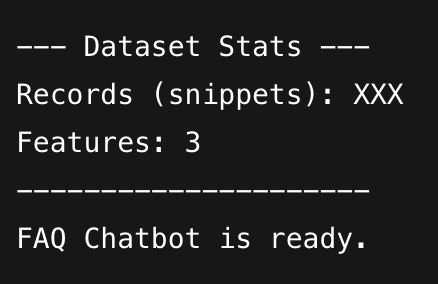 --- Dataset Stats ---
Records (snippets): XXX
Features: 3
---------------------
FAQ Chatbot is ready.